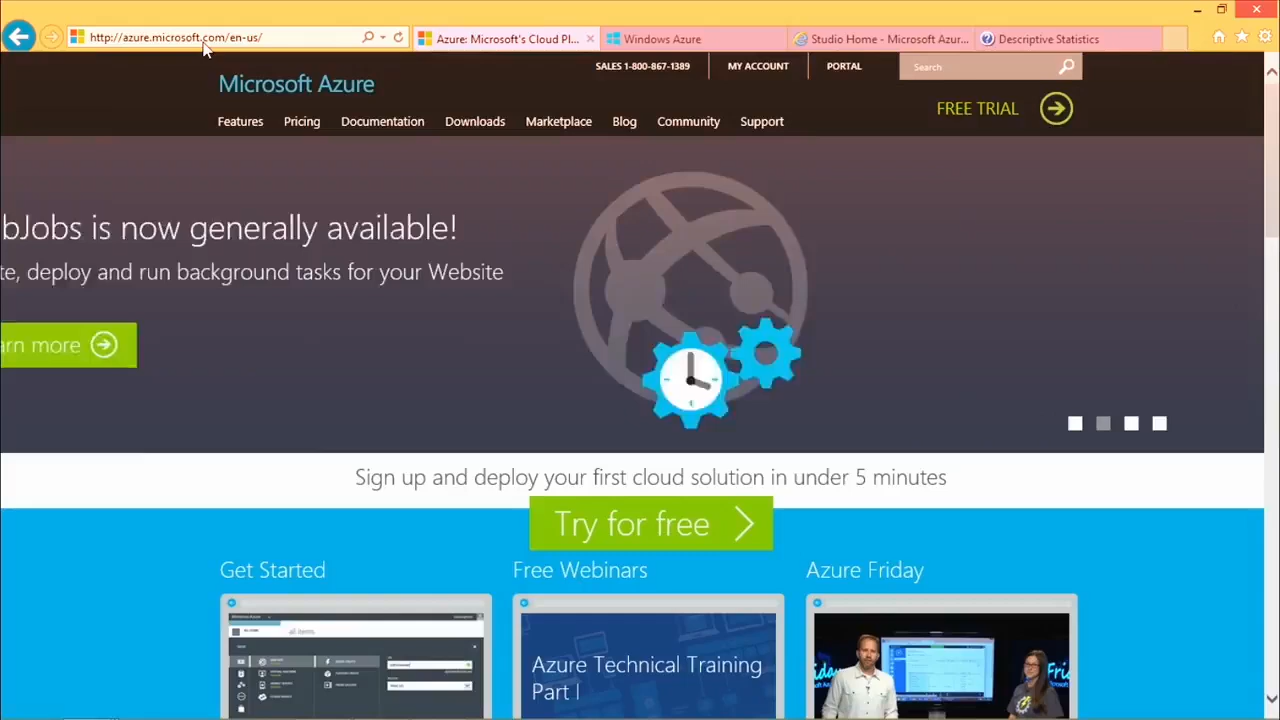 http://azure.microsoft.com/en-us/
Azure: Microsoft's Cloud Pl...
Windows Azure
Studio Home - Microsoft Azur...
Descriptive Statistics
SALES 1-800-867-1389
MY ACCOUNT
PORTAL
Search
Microsoft Azure
FREE TRIAL
Features
Pricing
Documentation
Downloads
Marketplace
Blog
Community
Support
bJobs is now generally available!
te, deploy and run background tasks for your Website
arn more
Sign up and deploy your first cloud solution in under 5 minutes
Try for free
Get Started
Free Webinars
Azure Friday
all items
Azure Technical Training
Part I